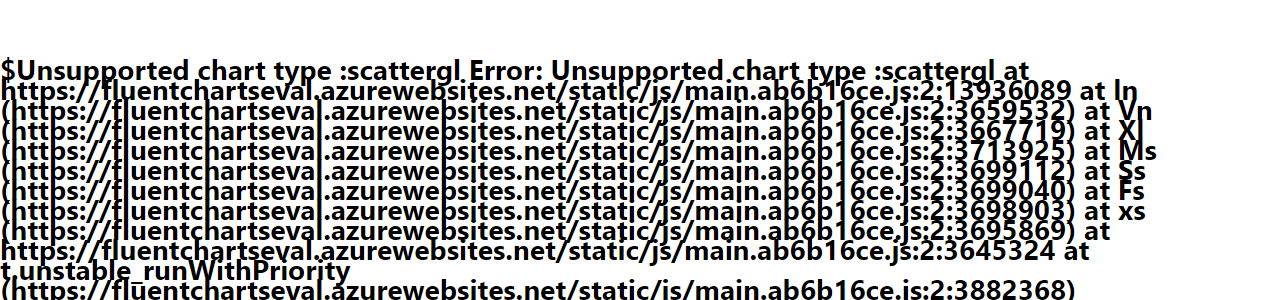 $Unsupported chart type :scattergl Error: Unsupported chart type :scattergl at
https://fluentchartseval.azurewebsites.net/static/js/main.ab6b16ce.js:2:13936089 at ln
(https://fluentchartseval.azurewebsites.net/static/js/main.ab6b16ce.js:2:3659532) at Vn
(https://fluentchartseval.azurewebsites.net/static/js/main.ab6b16ce.js:2:3667719) at Xl
(https://fluentchartseval.azurewebsites.net/static/js/main.ab6b16ce.js:2:3713925) at Ms
(https://fluentchartseval.azurewebsites.net/static/js/main.ab6b16ce.js:2:3699112) at Ss
(https://fluentchartseval.azurewebsites.net/static/js/main.ab6b16ce.js:2:3699040) at Fs
(https://fluentchartseval.azurewebsites.net/static/js/main.ab6b16ce.js:2:3698903) at xs
(https://fluentchartseval.azurewebsites.net/static/js/main.ab6b16ce.js:2:3695869) at
https://fluentchartseval.azurewebsites.net/static/js/main.ab6b16ce.js:2:3645324 at
t.unstable_runWithPriority
(https://fluentchartseval.azurewebsites.net/static/js/main.ab6b16ce.js:2:3882368)